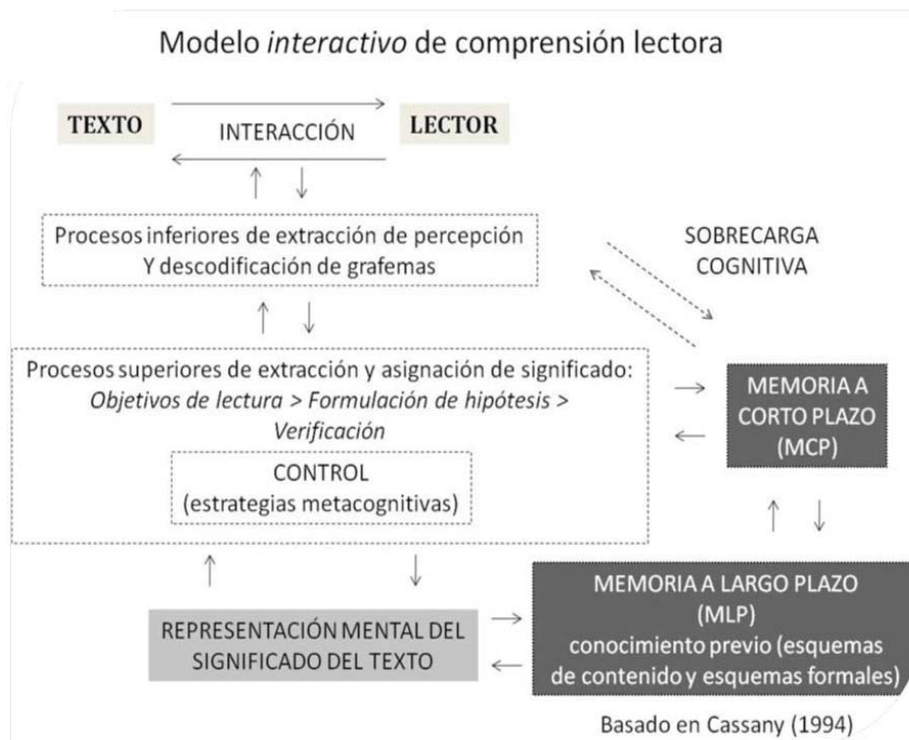 Modelo interactivo de comprensión lectora
TEXTO
INTERACCIÓN
LECTOR
Procesos inferiores de extracción de percepción
Y descodificación de grafemas
SOBRECARGA
COGNITIVA
Procesos superiores de extracción y asignación de significado:
Objetivos de lectura > Formulación de hipótesis >
Verificación
CONTROL
(estrategias metacognitivas)
MEMORIA A
CORTO PLAZO
(MCP)
REPRESENTACIÓN MENTAL DEL
SIGNIFICADO DEL TEXTO
MEMORIA A LARGO PLAZO
(MLP)
conocimiento previo (esquemas
de contenido y esquemas formales)
Basado en Cassany (1994)